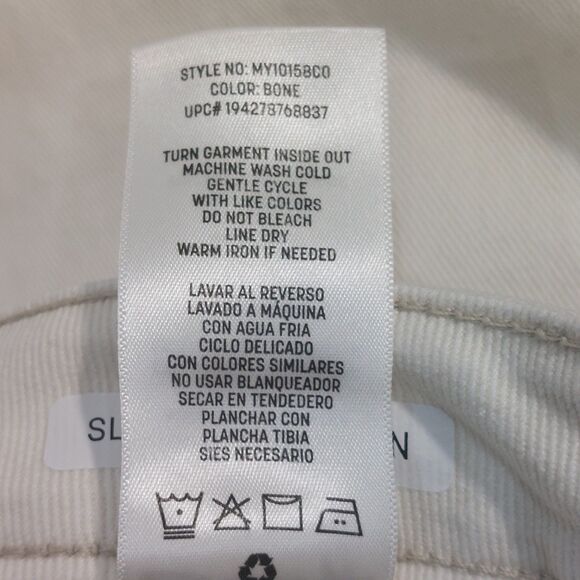 STYLE NO: MY10158CO
COLOR: BONE
UPC# 194278768837
TURN GARMENT INSIDE OUT
MACHINE WASH COLD
GENTLE CYCLE
WITH LIKE COLORS
DO NOT BLEACH
LINE DRY
WARM IRON IF NEEDED
LAVAR AL REVERSO
LAVADO A MÁQUINA
CON AGUA FRIA
CICLO DELICADO
CON COLORES SIMILARES
NO USAR BLANQUEADOR
SECAR EN TENDEDERO
PLANCHAR CON
PLANCHA TIBIA
SIES NECESARIO